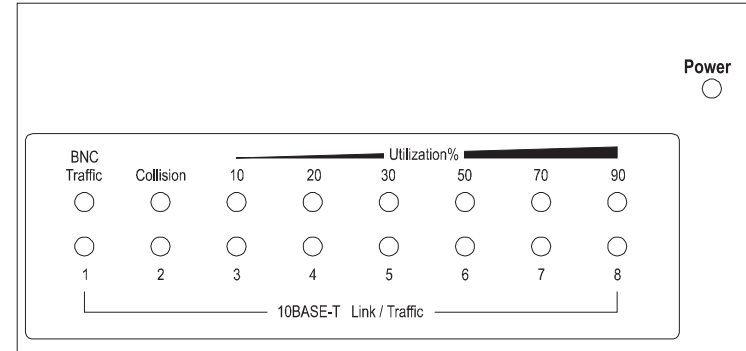 Power
BNC
Traffic
Collision
Utilization%
10 20 30 50 70 90
1 2 3 4 5 6 7 8
10BASE-T Link / Traffic